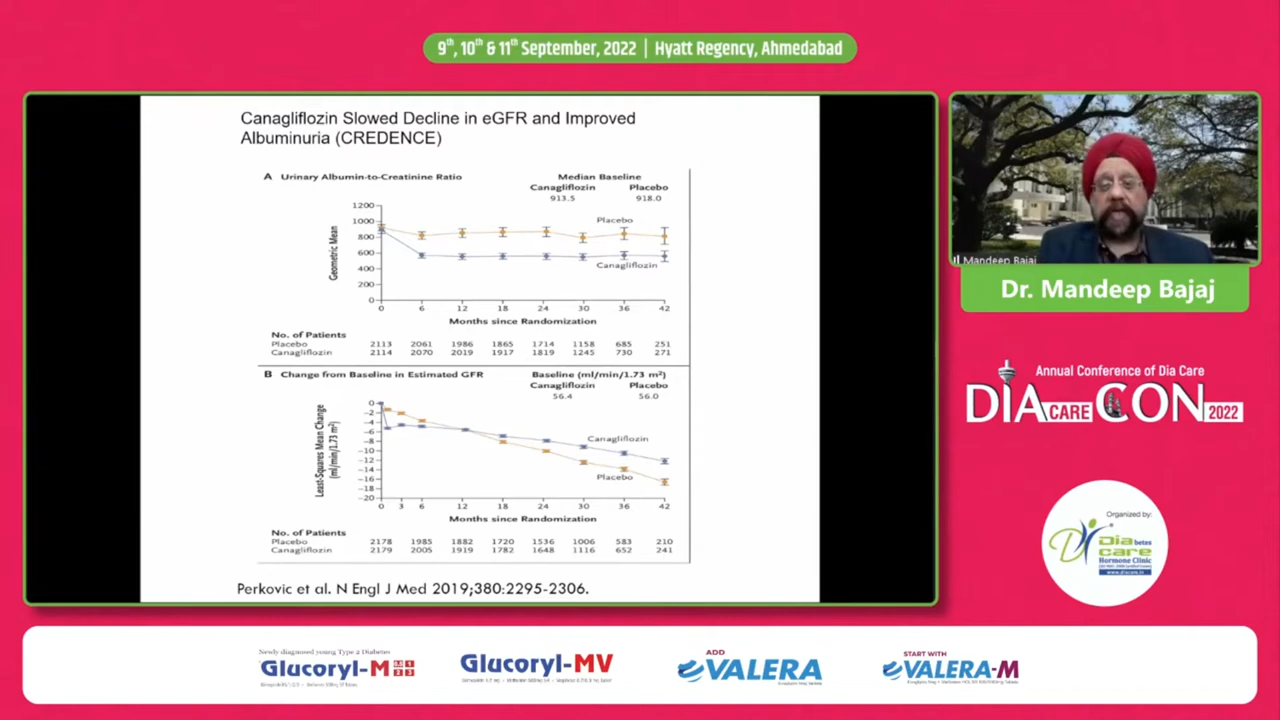 9th, 10th & 11th September, 2022 | Hyatt Regency, Ahmedabad
Canagliflozin Slowed Decline in eGFR and Improved
Albuminuria (CREDENCE)
A Urinary Albumin-to-Creatinine Ratio
Median Baseline
Canagliflozin Placebo
913.5 918.0
Geometric Mean
1200
1000
800
600
400
200
0
Placebo
Canagliflozin
0 6 12 18 24 30 36 42
Months since Randomization
No. of Patients
Placebo 2113 2061 1986 1865 1714 1158 685 251
Canagliflozin 2114 2070 2019 1917 1819 1245 730 271
B Change from Baseline in Estimated GFR
Baseline (ml/min/1.73 m²)
Canagliflozin Placebo
56.4 56.0
Least-Squares Mean Change
(ml/min/1.73 m²)
0
-2
-4
-6
-8
-10
-12
-14
-16
-18
-20
Canagliflozin
Placebo
0 3 6 12 18 24 30 36 42
Months since Randomization
No. of Patients
Placebo 2178 1985 1882 1720 1536 1006 583 210
Canagliflozin 2179 2005 1919 1782 1648 1116 652 241
Perkovic et al. N Engl J Med 2019;380:2295-2306.
Mandeep Bajaj
Dr. Mandeep Bajaj
Annual Conference of Dia Care
DIACARE CON 2022
Organized by:
Diabetes
care
Hormone Clinic
www.diacare.in
Newly diagnosed young Type 2 Diabetes
Glucoryl-M
Glucoryl-MV
ADD
VALERA
START WITH
VALERA-M